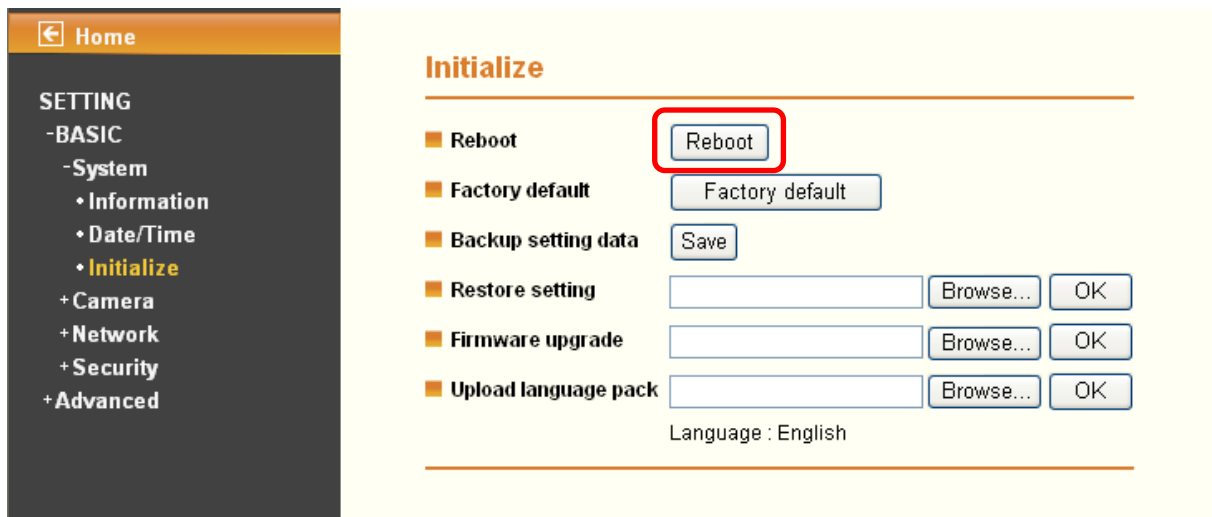 Home
SETTING
-BASIC
-System
•Information
•Date/Time
•Initialize
+Camera
+Network
+Security
+Advanced
Initialize
Reboot Reboot
Factory default Factory default
Backup setting data Save
Restore setting Browse... OK
Firmware upgrade Browse... OK
Upload language pack Browse... OK
Language : English